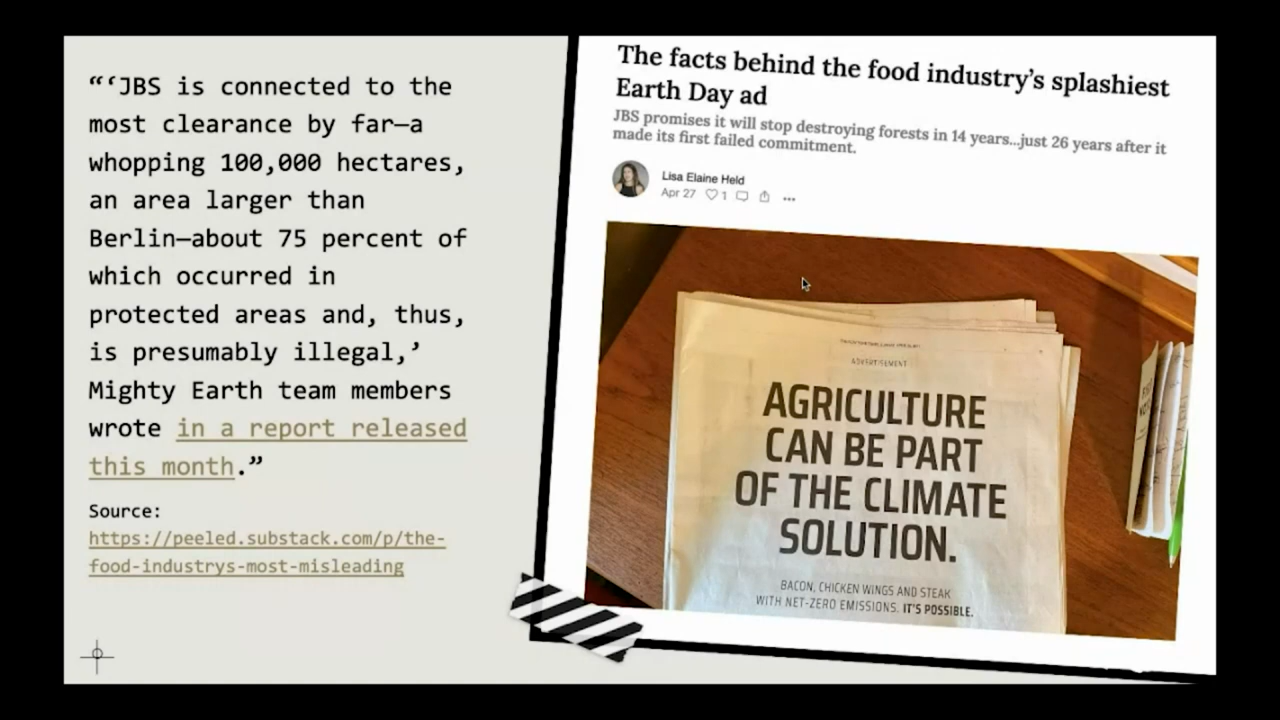 “‘JBS is connected to the
most clearance by far—a
whopping 100,000 hectares,
an area larger than
Berlin—about 75 percent of
which occurred in
protected areas and, thus,
is presumably illegal,’
Mighty Earth team members
wrote in a report released
this month.”
Source:
https://peeled.substack.com/p/the-
food-industrys-most-misleading
The facts behind the food industry’s splashiest
Earth Day ad
JBS promises it will stop destroying forests in 14 years...just 26 years after it
made its first failed commitment.
Lisa Elaine Held
Apr 27 1
ADVERTISEMENT
AGRICULTURE
CAN BE PART
OF THE CLIMATE
SOLUTION.
BACON, CHICKEN WINGS AND STEAK
WITH NET-ZERO EMISSIONS. IT’S POSSIBLE.